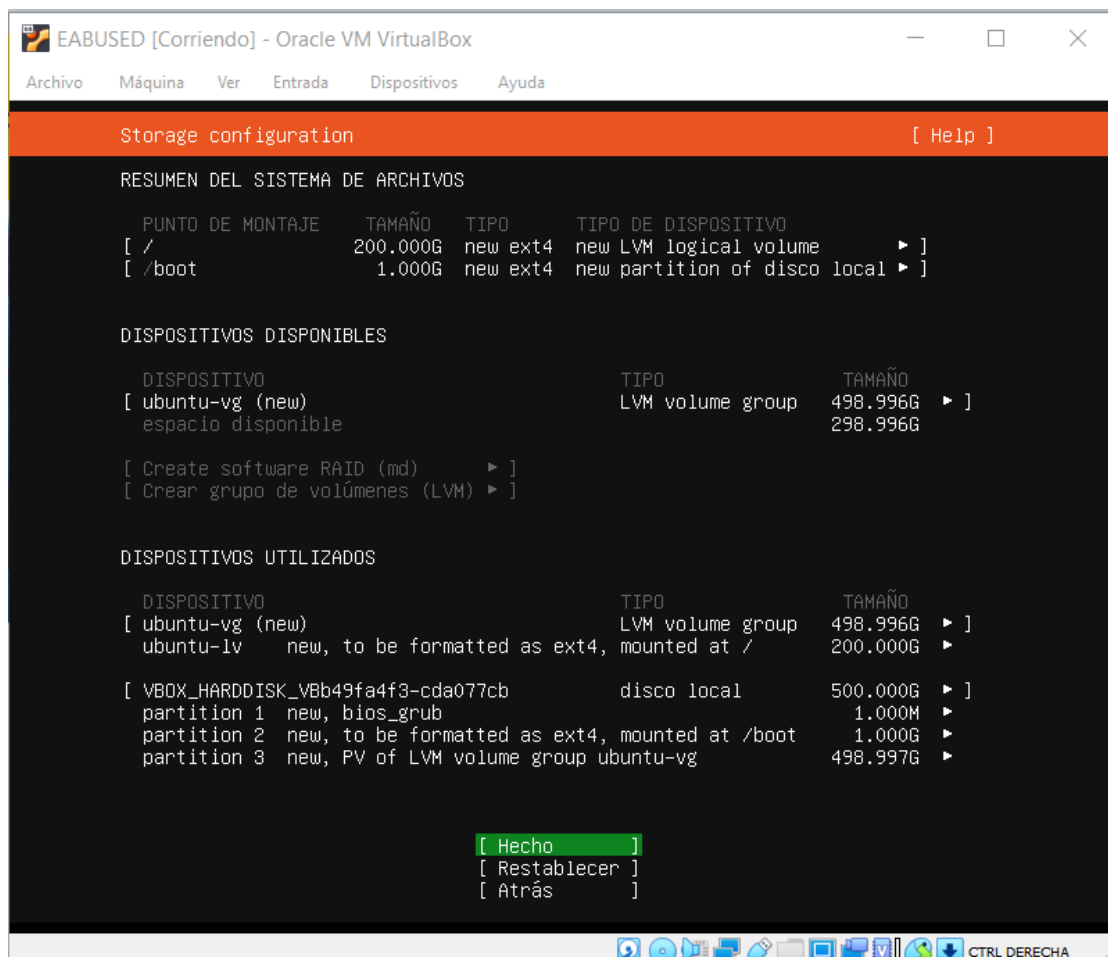 EABUSED [Corriendo] - Oracle VM VirtualBox
Archivo Máquina Ver Entrada Dispositivos Ayuda
Storage configuration [ Help ]
RESUMEN DEL SISTEMA DE ARCHIVOS
PUNTO DE MONTAJE TAMAÑO TIPO TIPO DE DISPOSITIVO
[ / 200.000G new ext4 new LVM logical volume ▸ ]
[ /boot 1.000G new ext4 new partition of disco local ▸ ]
DISPOSITIVOS DISPONIBLES
DISPOSITIVO TIPO TAMAÑO
[ ubuntu-vg (new) LVM volume group 498.996G ▸ ]
espacio disponible 298.996G
[ Create software RAID (md) ▸ ]
[ Crear grupo de volúmenes (LVM) ▸ ]
DISPOSITIVOS UTILIZADOS
DISPOSITIVO TIPO TAMAÑO
[ ubuntu-vg (new) LVM volume group 498.996G ▸ ]
ubuntu-lv new, to be formatted as ext4, mounted at / 200.000G ▸
[ VBOX_HARDDISK_VBb49fa4f3-cda077cb disco local 500.000G ▸ ]
partition 1 new, bios_grub 1.000M ▸
partition 2 new, to be formatted as ext4, mounted at /boot 1.000G ▸
partition 3 new, PV of LVM volume group ubuntu-vg 498.997G ▸
[ Hecho ]
[ Restablecer ]
[ Atrás ]
CTRL DERECHA